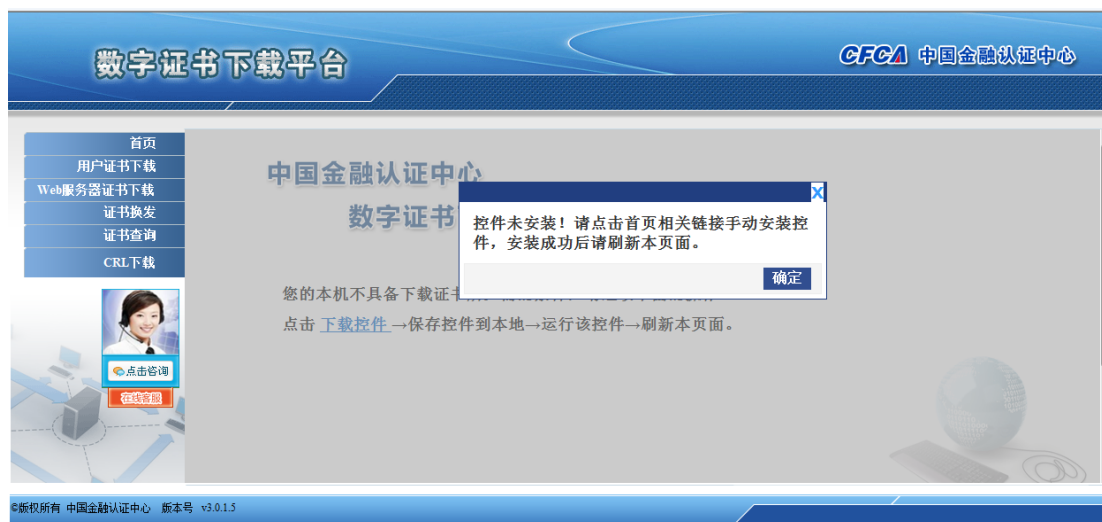 数字证书下载平台
CFCA 中国金融认证中心
首页
用户证书下载
Web服务器证书下载
证书换发
证书查询
CRL下载
中国金融认证中心
数字证书
X
控件未安装！请点击首页相关链接手动安装控
件，安装成功后请刷新本页面。
确定
您的本机不具备下载证书
点击 下载控件 →保存控件到本地→运行该控件→刷新本页面。
点击咨询
在线客服
©版权所有 中国金融认证中心 版本号 v3.0.1.5